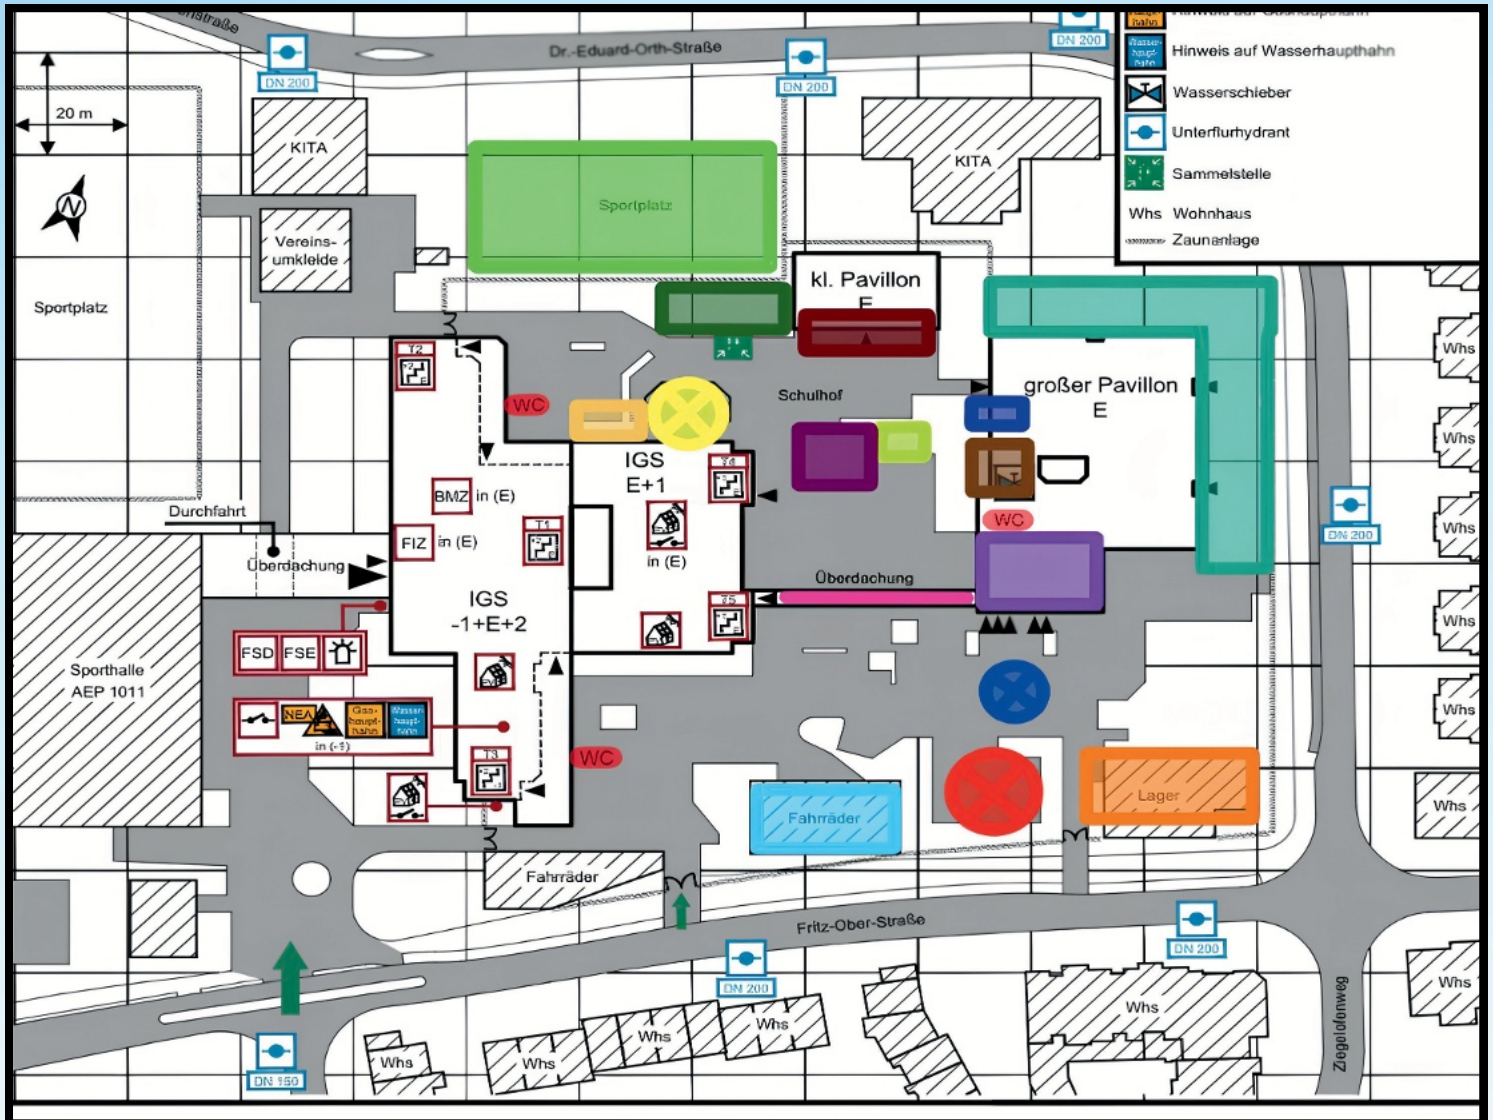 Dr.-Eduard-Orth-Straße
DN 200
DN 200
DN 200
Hinweis auf Wasserhaupthahn
Wasserschieber
Unterflurhydrant
Sammelstelle
Whs Wohnhaus
Zaunanlage
20 m
N
KITA
KITA
Sportplatz
Vereins-
umkleide
Sportplatz
kl. Pavillon
E
T2
WC
Schulhof
großer Pavillon
E
Whs
Whs
Whs
Whs
Whs
IGS
E+1
BMZ in (E)
FIZ in (E)
T1
in (E)
WC
Durchfahrt
Überdachung
Überdachung
DN 200
IGS
-1+E+2
T5
FSD FSE
Sporthalle
AEP 1011
NEA
Gas-
haupt-
hahn
Wasser-
haupt-
hahn
T3
WC
Fahrräder
Lager
Whs
Fahrräder
Fritz-Ober-Straße
DN 200
DN 200
Whs
DN 150
Whs
Whs
Whs
Whs
Whs